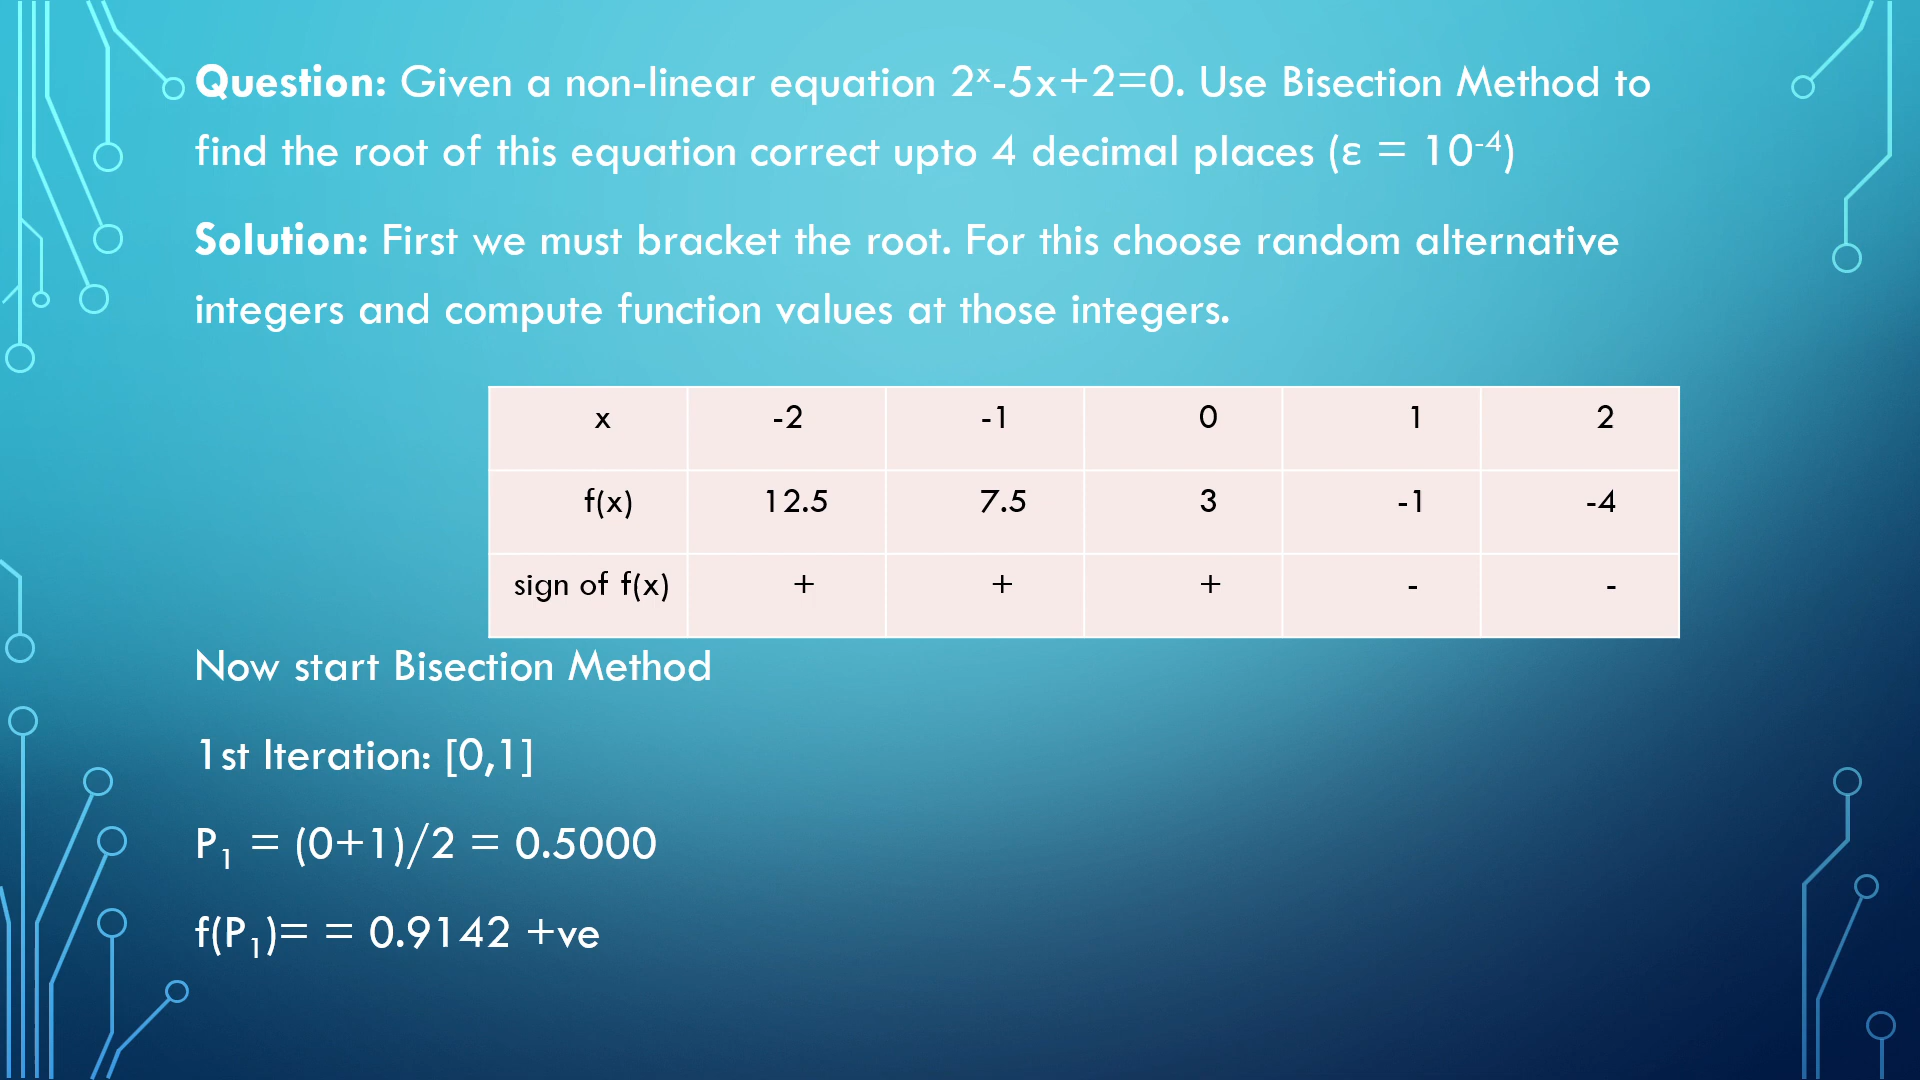 Question: Given a non-linear equation 2ˣ-5x+2=0. Use Bisection Method to
find the root of this equation correct upto 4 decimal places (ε = 10⁻⁴)
Solution: First we must bracket the root. For this choose random alternative
integers and compute function values at those integers.
x -2 -1 0 1 2
f(x) 12.5 7.5 3 -1 -4
sign of f(x) + + + - -
Now start Bisection Method
1st Iteration: [0,1]
P₁ = (0+1)/2 = 0.5000
f(P₁)= = 0.9142 +ve